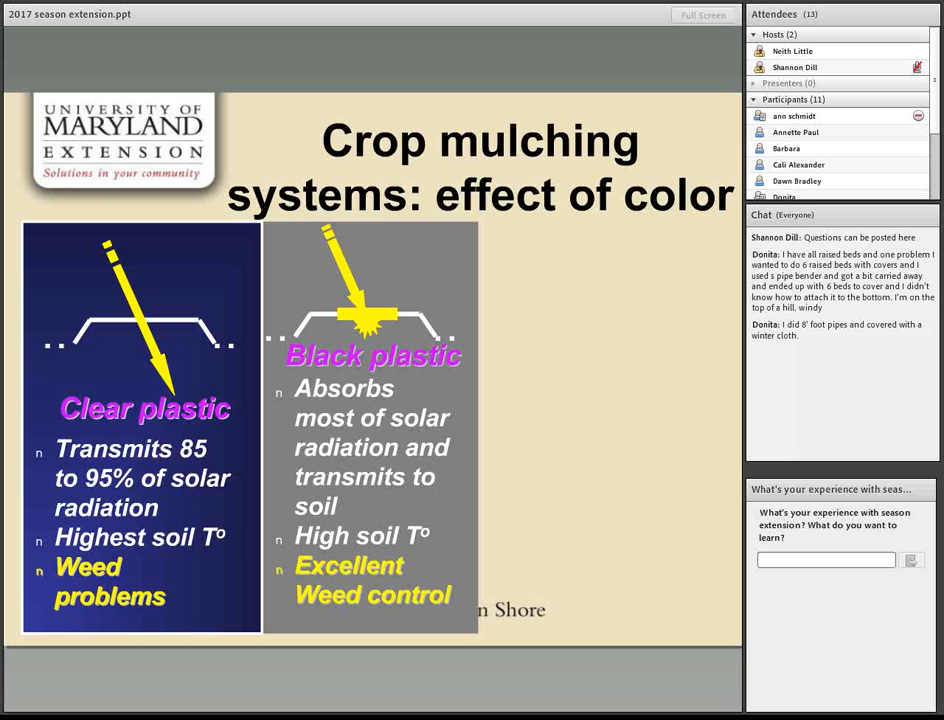 2017 season extension.ppt
Full Screen
UNIVERSITY OF
MARYLAND
EXTENSION
Solutions in your community
Crop mulching
systems: effect of color
Clear plastic
n Transmits 85
to 95% of solar
radiation
n Highest soil Tº
n Weed
problems
Black plastic
n Absorbs
most of solar
radiation and
transmits to
soil
n High soil Tº
n Excellent
Weed control
n Shore
Attendees (13)
Hosts (2)
Neith Little
Shannon Dill
Presenters (0)
Participants (11)
ann schmidt
Annette Paul
Barbara
Cali Alexander
Dawn Bradley
Donita
Chat (Everyone)
Shannon Dill: Questions can be posted here
Donita: I have all raised beds and one problem I
wanted to do 6 raised beds with covers and I
used s pipe bender and got a bit carried away
and ended up with 6 beds to cover and I didn't
know how to attach it to the bottom. I'm on the
top of a hill. windy
Donita: I did 8' foot pipes and covered with a
winter cloth.
What's your experience with seas...
What's your experience with season
extension? What do you want to
learn?